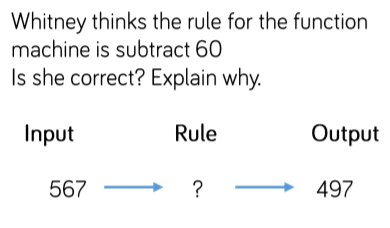 Whitney thinks the rule for the function
machine is subtract 60
Is she correct? Explain why.
Input Rule Output
567 ? 497